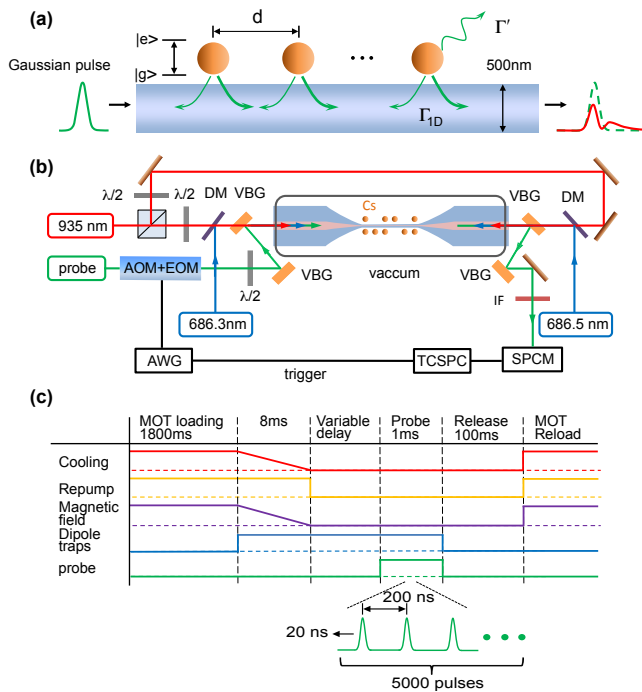 (a)
|e>
|g>
d
Γ′
Gaussian pulse
500nm
Γ1D
(b)
λ/2
λ/2
DM
VBG
Cs
VBG
DM
935 nm
probe
AOM+EOM
λ/2
VBG
vaccum
VBG
IF
686.3nm
686.5 nm
AWG
trigger
TCSPC
SPCM
(c)
MOT loading
1800ms
8ms
Variable
delay
Probe
1ms
Release
100ms
MOT
Reload
Cooling
Repump
Magnetic
field
Dipole
traps
probe
200 ns
20 ns
5000 pulses